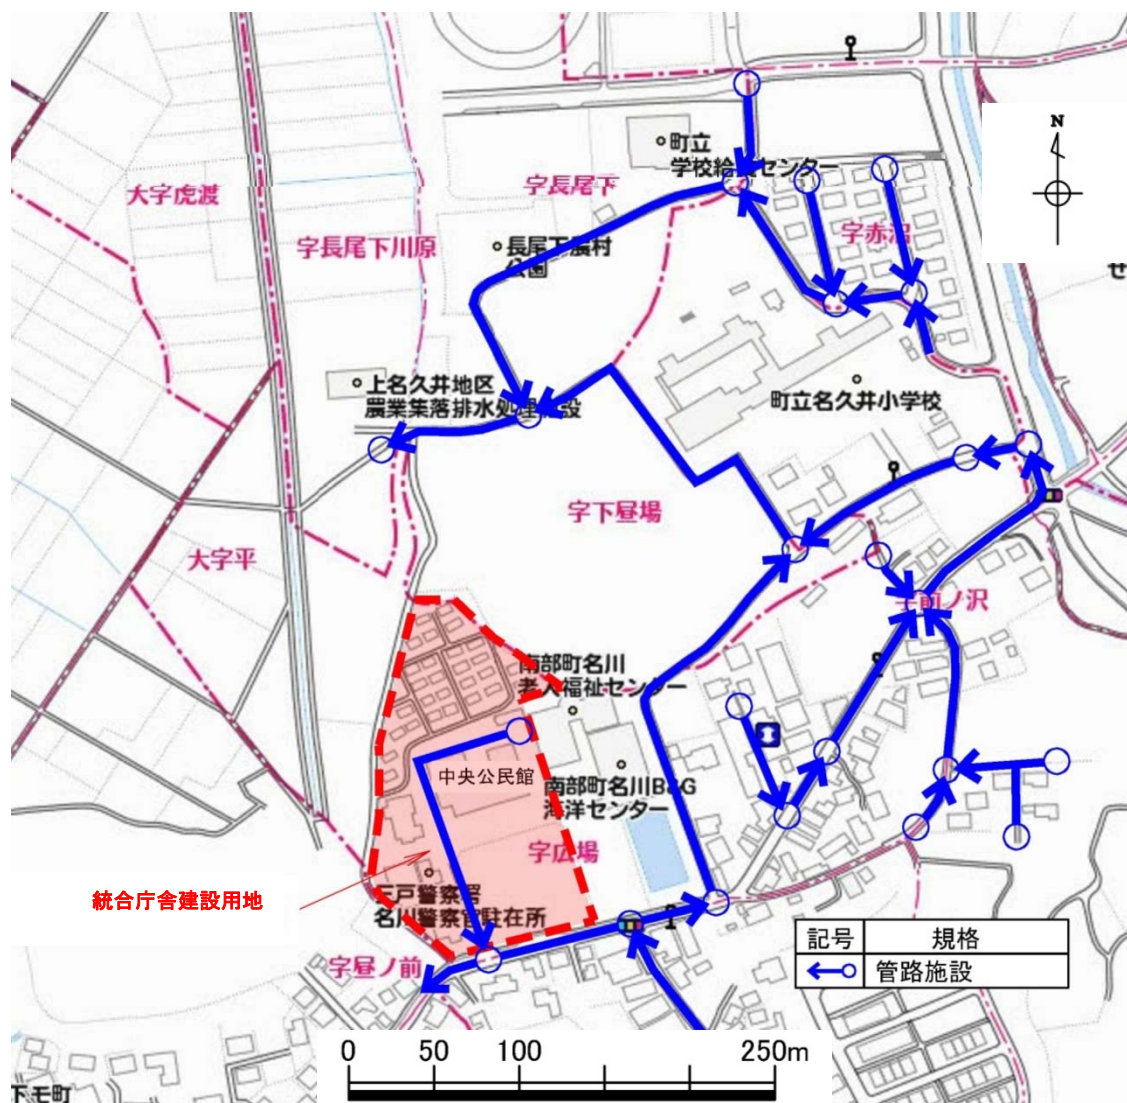 N
町立
学校給食センター
大字虎渡
字長尾下
字長尾下川原
字赤沼
長尾下農村
公園
せ
上名久井地区
農業集落排水処理施設
町立名久井小学校
字下昼場
大字平
字前ノ沢
南部町名川
老人福祉センター
中央公民館
南部町名川B&G
海洋センター
字広場
統合庁舎建設用地
三戸警察署
名川警察官駐在所
字昼ノ前
記号 規格
管路施設
0 50 100 250m
下モ町